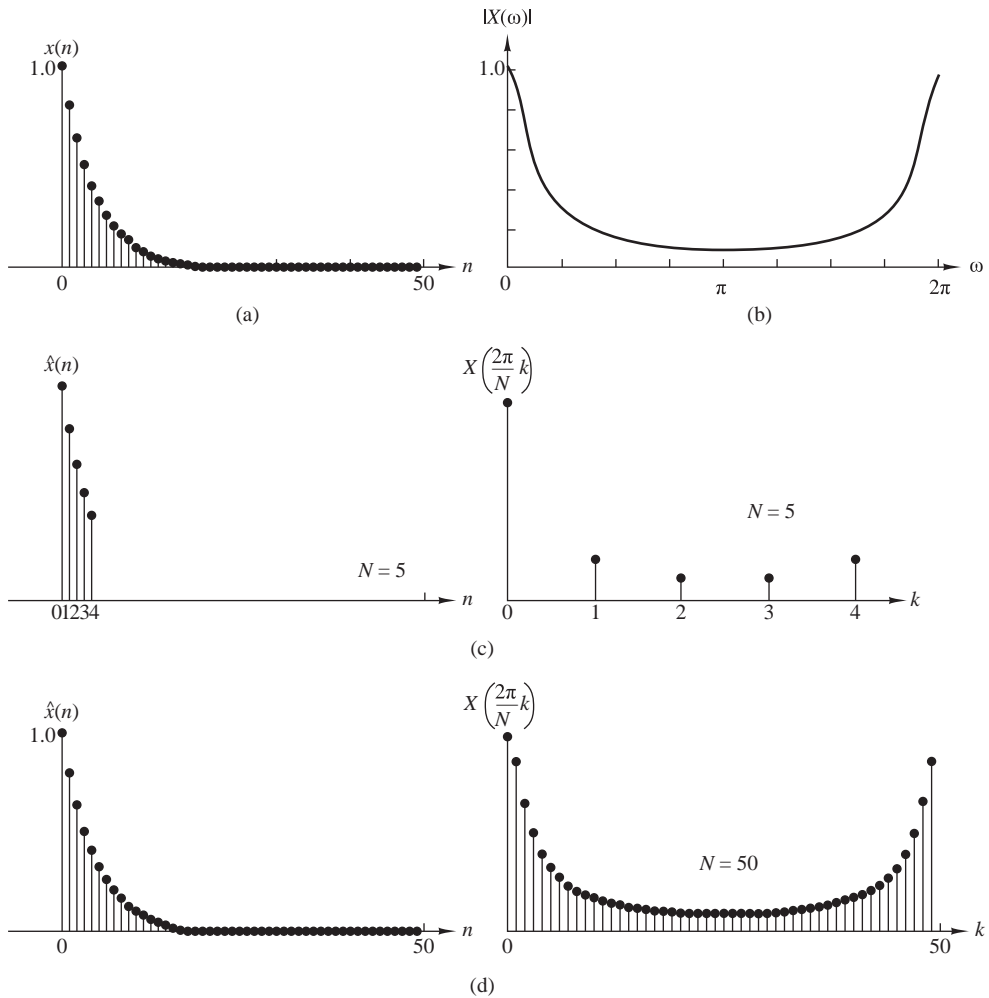 |X(ω)|
x(n)
1.0
1.0
0
50
n
0
π
2π
ω
(a)
(b)
x̂(n)
X(2π/N k)
N = 5
N = 5
01234
n
0
1
2
3
4
k
(c)
x̂(n)
X(2π/N k)
1.0
N = 50
0
50
n
0
50
k
(d)